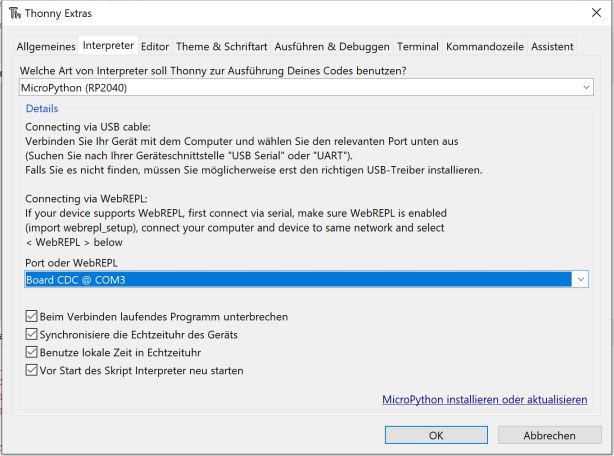 Thonny Extras
Allgemeines Interpreter Editor Theme & Schriftart Ausführen & Debuggen Terminal Kommandozeile Assistent
Welche Art von Interpreter soll Thonny zur Ausführung Deines Codes benutzen?
MicroPython (RP2040)
Details
Connecting via USB cable:
Verbinden Sie Ihr Gerät mit dem Computer und wählen Sie den relevanten Port unten aus
(Suchen Sie nach Ihrer Geräteschnittstelle "USB Serial" oder "UART").
Falls Sie es nicht finden, müssen Sie möglicherweise erst den richtigen USB-Treiber installieren.
Connecting via WebREPL:
If your device supports WebREPL, first connect via serial, make sure WebREPL is enabled
(import webrepl_setup), connect your computer and device to same network and select
< WebREPL > below
Port oder WebREPL
Board CDC @ COM3
Beim Verbinden laufendes Programm unterbrechen
Synchronisiere die Echtzeituhr des Geräts
Benutze lokale Zeit in Echtzeituhr
Vor Start des Skript Interpreter neu starten
MicroPython installieren oder aktualisieren
OK Abbrechen